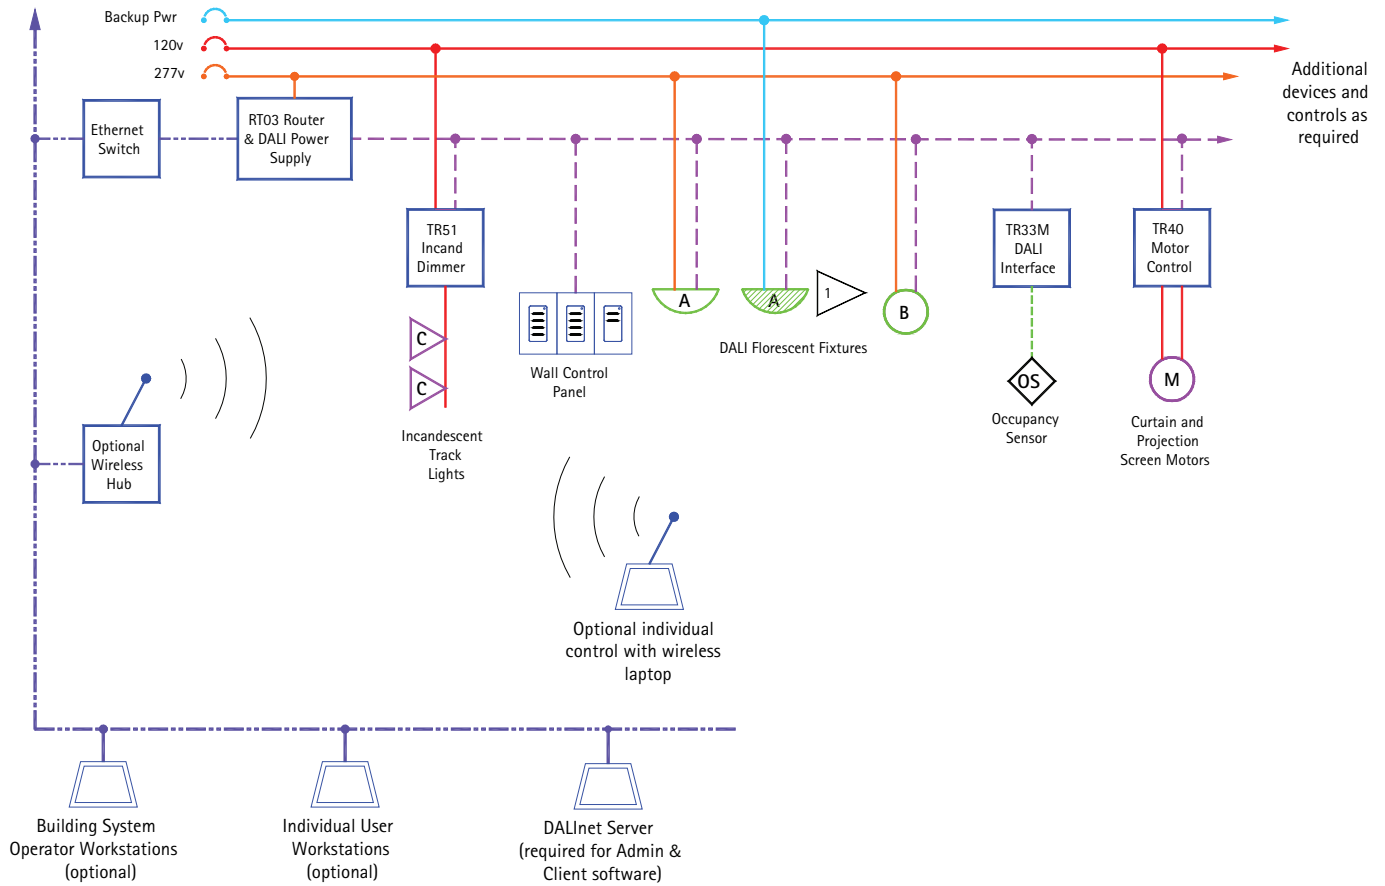 Backup Pwr
120v
277v
Additional
devices and
controls as
required
Ethernet
Switch
RT03 Router
& DALI Power
Supply
TR51
Incand
Dimmer
TR33M
DALI
Interface
TR40
Motor
Control
A
A
1
B
C
C
DALI Florescent Fixtures
Wall Control
Panel
OS
M
Occupancy
Sensor
Curtain and
Projection
Screen Motors
Incandescent
Track
Lights
Optional
Wireless
Hub
Optional individual
control with wireless
laptop
Building System
Operator Workstations
(optional)
Individual User
Workstations
(optional)
DALInet Server
(required for Admin &
Client software)